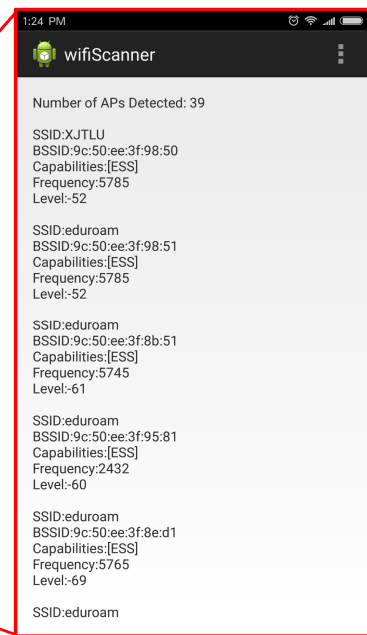 1:24 PM
wifiScanner
Number of APs Detected: 39
SSID:XJTLU
BSSID:9c:50:ee:3f:98:50
Capabilities:[ESS]
Frequency:5785
Level:-52
SSID:eduroam
BSSID:9c:50:ee:3f:98:51
Capabilities:[ESS]
Frequency:5785
Level:-52
SSID:eduroam
BSSID:9c:50:ee:3f:8b:51
Capabilities:[ESS]
Frequency:5745
Level:-61
SSID:eduroam
BSSID:9c:50:ee:3f:95:81
Capabilities:[ESS]
Frequency:2432
Level:-60
SSID:eduroam
BSSID:9c:50:ee:3f:8e:d1
Capabilities:[ESS]
Frequency:5765
Level:-69
SSID:eduroam